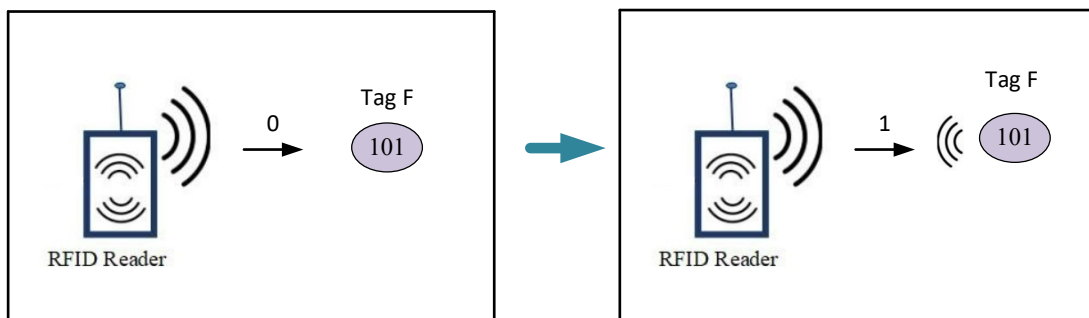 Tag F
0
101
RFID Reader
Tag F
1
101
RFID Reader